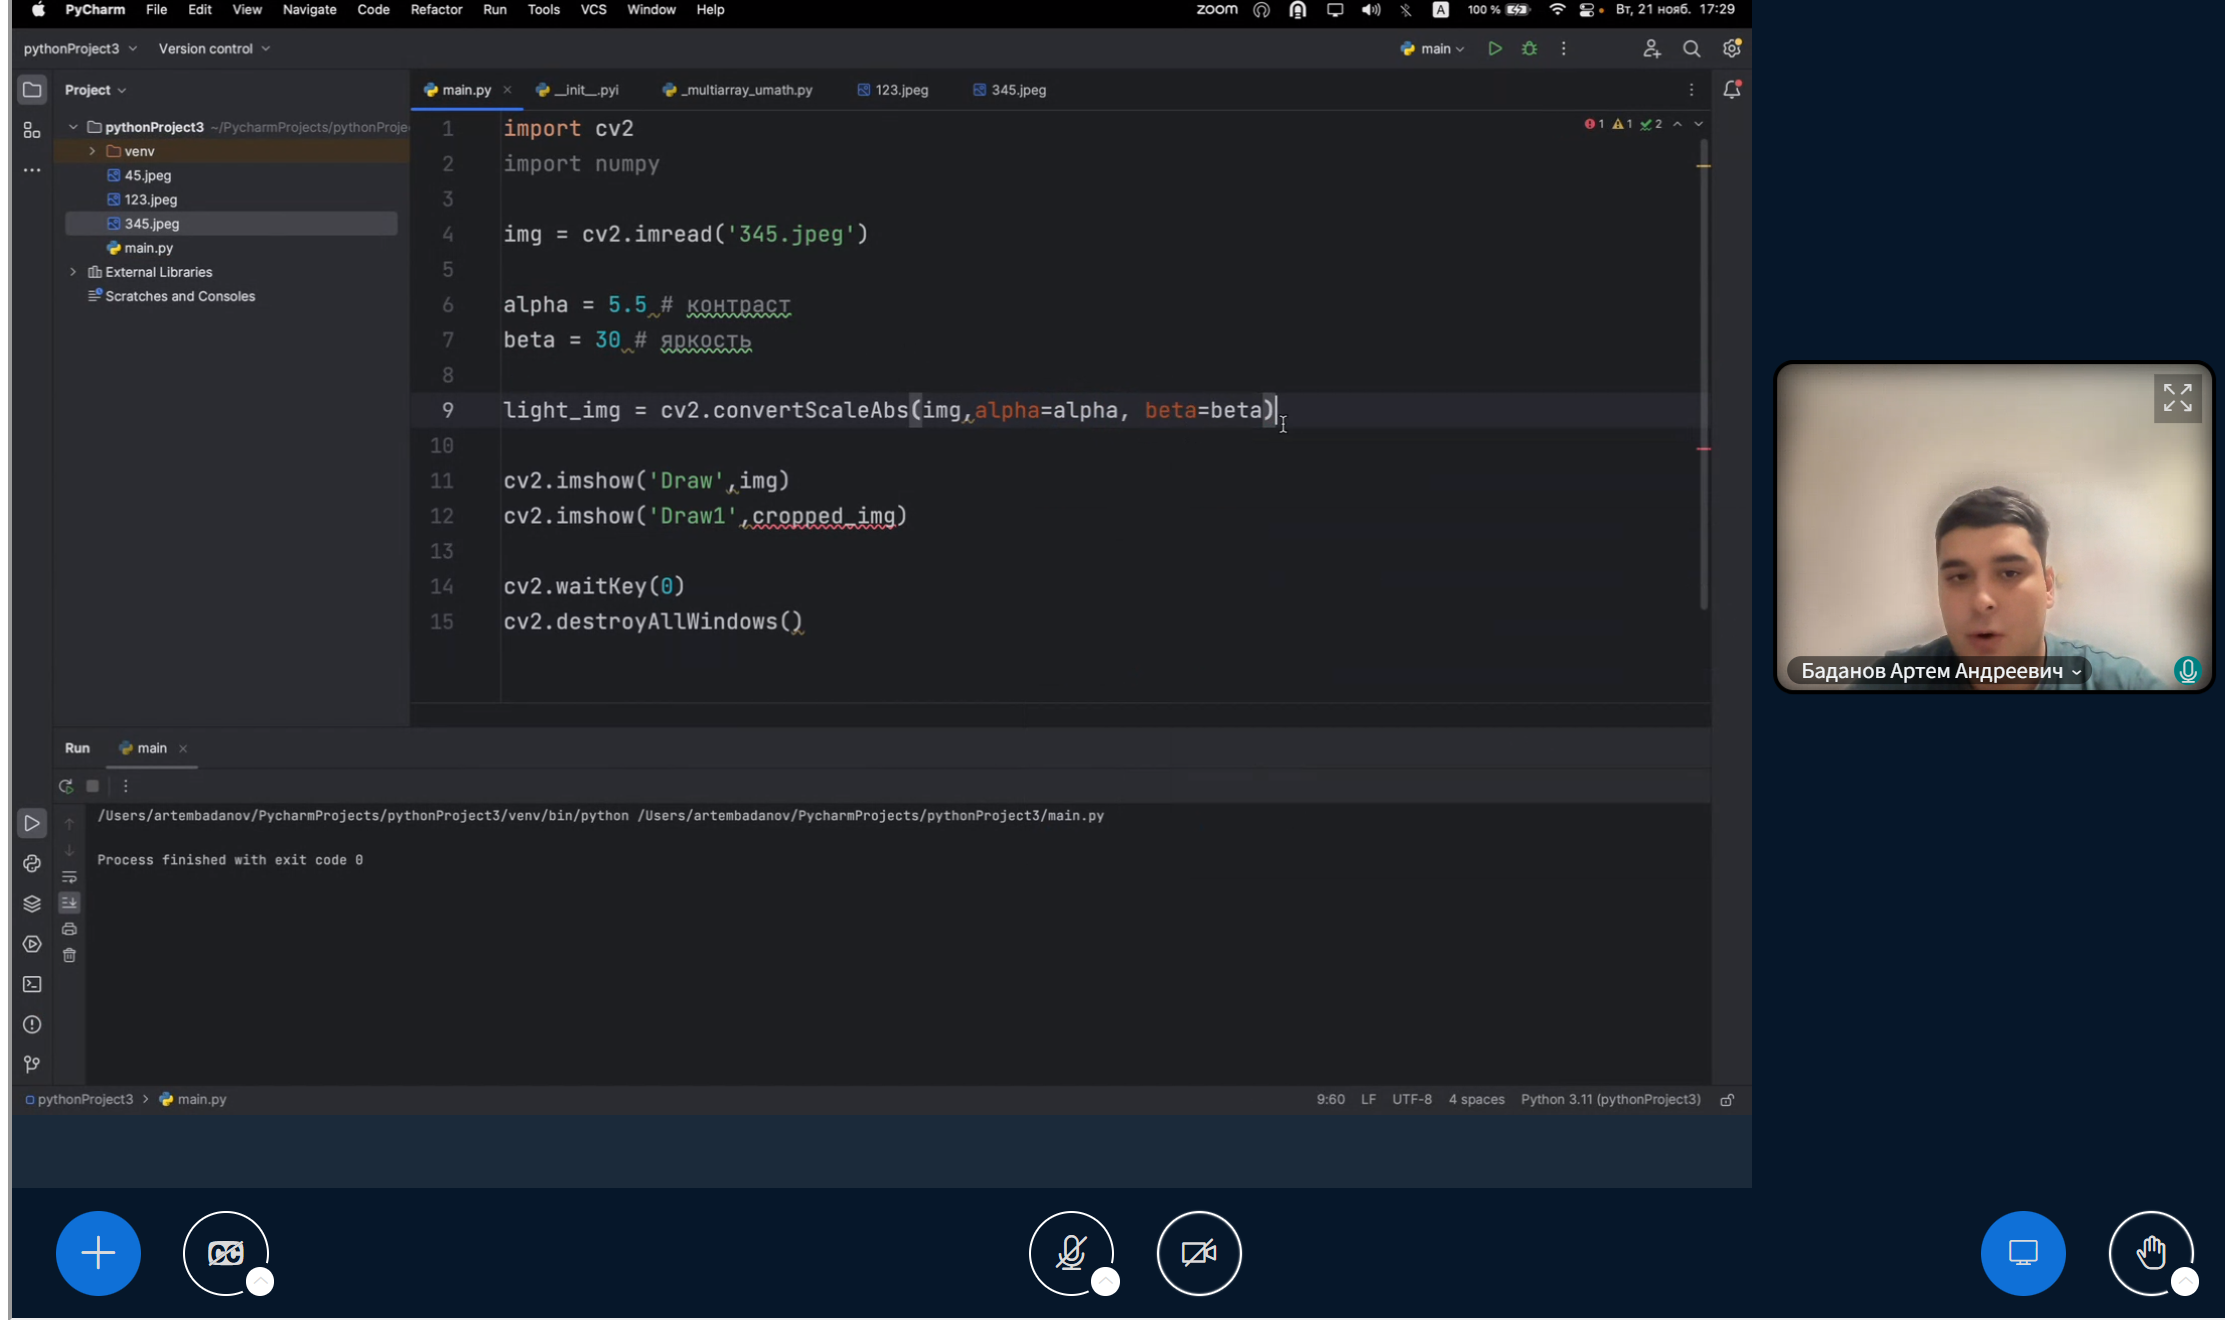 PyCharm File Edit View Navigate Code Refactor Run Tools VCS Window Help zoom A 100 % Вт, 21 нояб. 17:29
pythonProject3 Version control main
Project main.py __init__.pyi _multiarray_umath.py 123.jpeg 345.jpeg
pythonProject3 ~/PycharmProjects/pythonProje
venv
45.jpeg
123.jpeg
345.jpeg
main.py
External Libraries
Scratches and Consoles
1 1 2
1 import cv2
2 import numpy
3
4 img = cv2.imread('345.jpeg')
5
6 alpha = 5.5 # контраст
7 beta = 30 # яркость
8
9 light_img = cv2.convertScaleAbs(img,alpha=alpha, beta=beta)
10
11 cv2.imshow('Draw',img)
12 cv2.imshow('Draw1',cropped_img)
13
14 cv2.waitKey(0)
15 cv2.destroyAllWindows()
Баданов Артем Андреевич
Run main
/Users/artembadanov/PycharmProjects/pythonProject3/venv/bin/python /Users/artembadanov/PycharmProjects/pythonProject3/main.py
Process finished with exit code 0
pythonProject3 > main.py 9:60 LF UTF-8 4 spaces Python 3.11 (pythonProject3)
CC